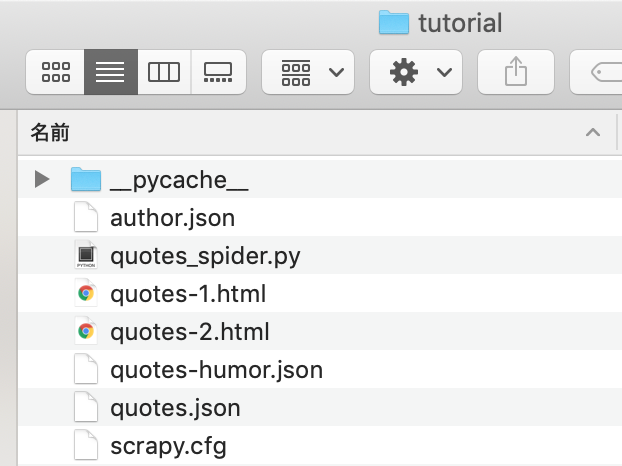 tutorial
名前
__pycache__
author.json
quotes_spider.py
quotes-1.html
quotes-2.html
quotes-humor.json
quotes.json
scrapy.cfg